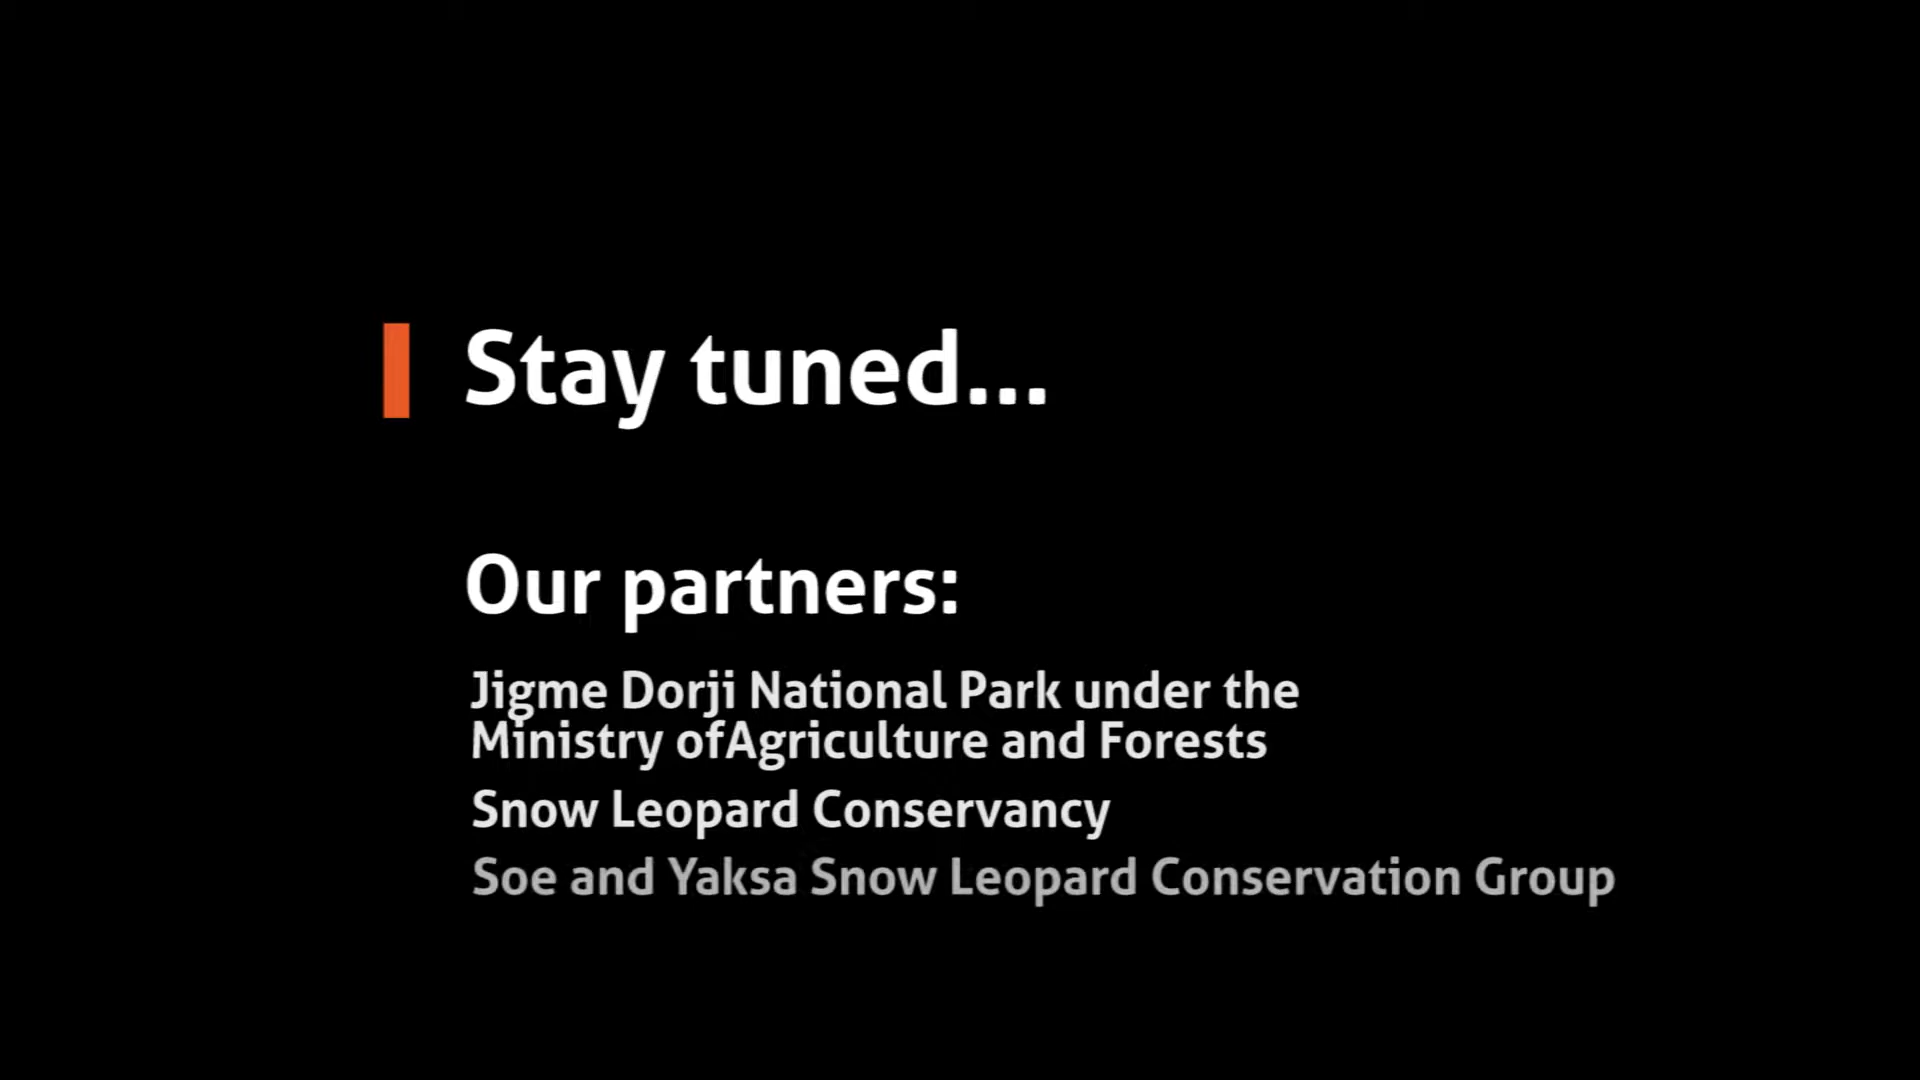 Stay tuned...
Our partners:
Jigme Dorji National Park under the
Ministry ofAgriculture and Forests
Snow Leopard Conservancy
Soe and Yaksa Snow Leopard Conservation Group